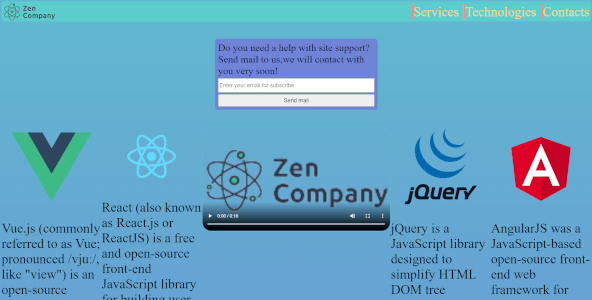 Zen
Company
Services
Technologies
Contacts
Do you need a help with site support?
Send mail to us,we will contact with
you very soon!
Enter your email for subscribe
Send mail
Zen
Company
0:00 / 0:16
jQuery
A
Vue.js (commonly
referred to as Vue;
pronounced /vjuː/,
like "view") is an
open-source
React (also known
as React.js or
ReactJS) is a free
and open-source
front-end
JavaScript library
for building user
jQuery is a
JavaScript library
designed to
simplify HTML
DOM tree
AngularJS was a
JavaScript-based
open-source front-
end web
framework for